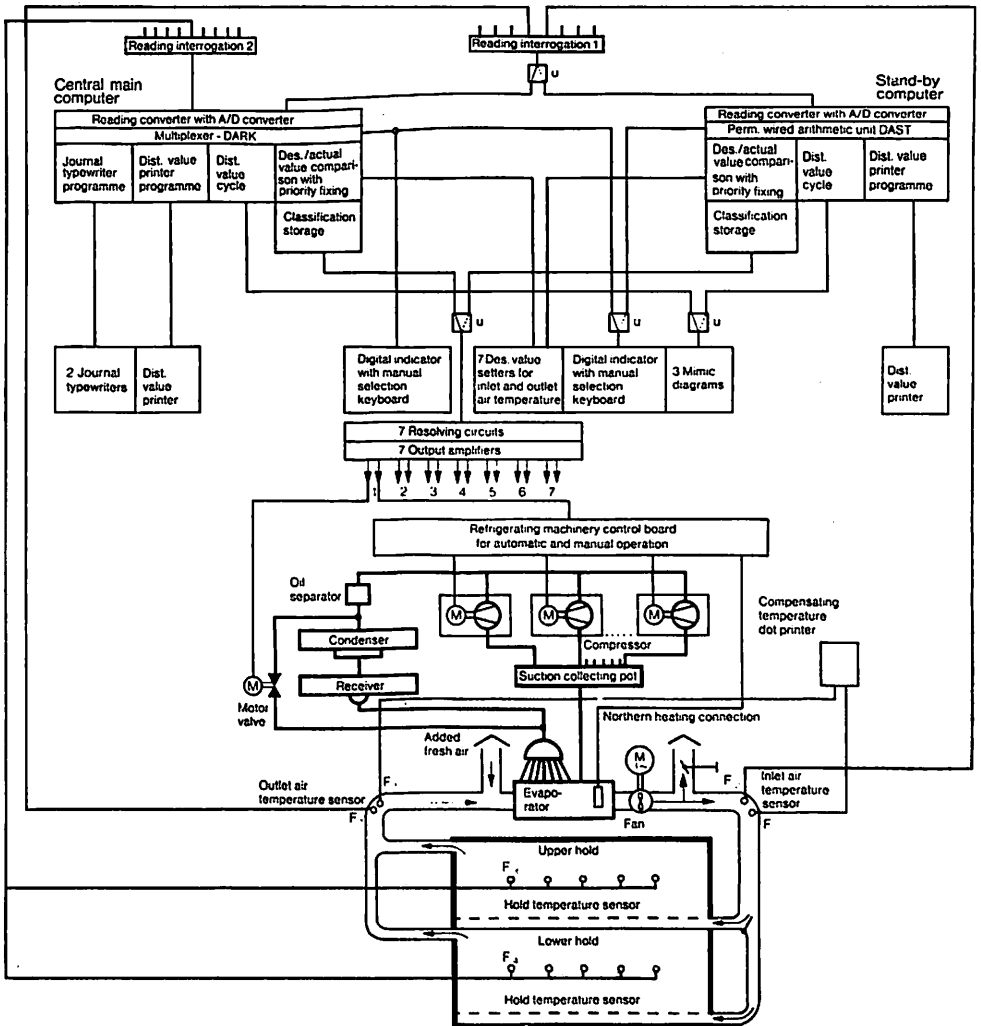 Reading interrogation 2
Reading interrogation 1
u
Central main
computer
Stand-by
computer
Reading converter with A/D converter
Multiplexer - DARK
Journal
typewriter
programme
Dist. value
printer
programme
Dist.
value
cycle
Des./actual
value compari-
son with
priority fixing
Classification
storage
Reading converter with A/D converter
Perm. wired arithmetic unit DAST
Des./actual
value compari-
son with
priority fixing
Dist.
value
cycle
Dist. value
printer
programme
Classification
storage
u
u
u
2 Journal
typewriters
Dist.
value
printer
Digital indicator
with manual
selection
keyboard
7 Des. value
setters for
inlet and outlet
air temperature
Digital indicator
with manual
selection
keyboard
3 Mimic
diagrams
Dist.
value
printer
7 Resolving circuits
7 Output amplifiers
1 2 3 4 5 6 7
Refrigerating machinery control board
for automatic and manual operation
Oil
separator
M
M
M
Compressor
Compensating
temperature
dot printer
Condenser
Suction collecting pot
Receiver
M
Motor
valve
Northern heating connection
Added
fresh air
M
Outlet air
temperature sensor
F
F
Evapo-
rator
Fan
F
F
Inlet air
temperature
sensor
Upper hold
F
Hold temperature sensor
Lower hold
F
Hold temperature sensor